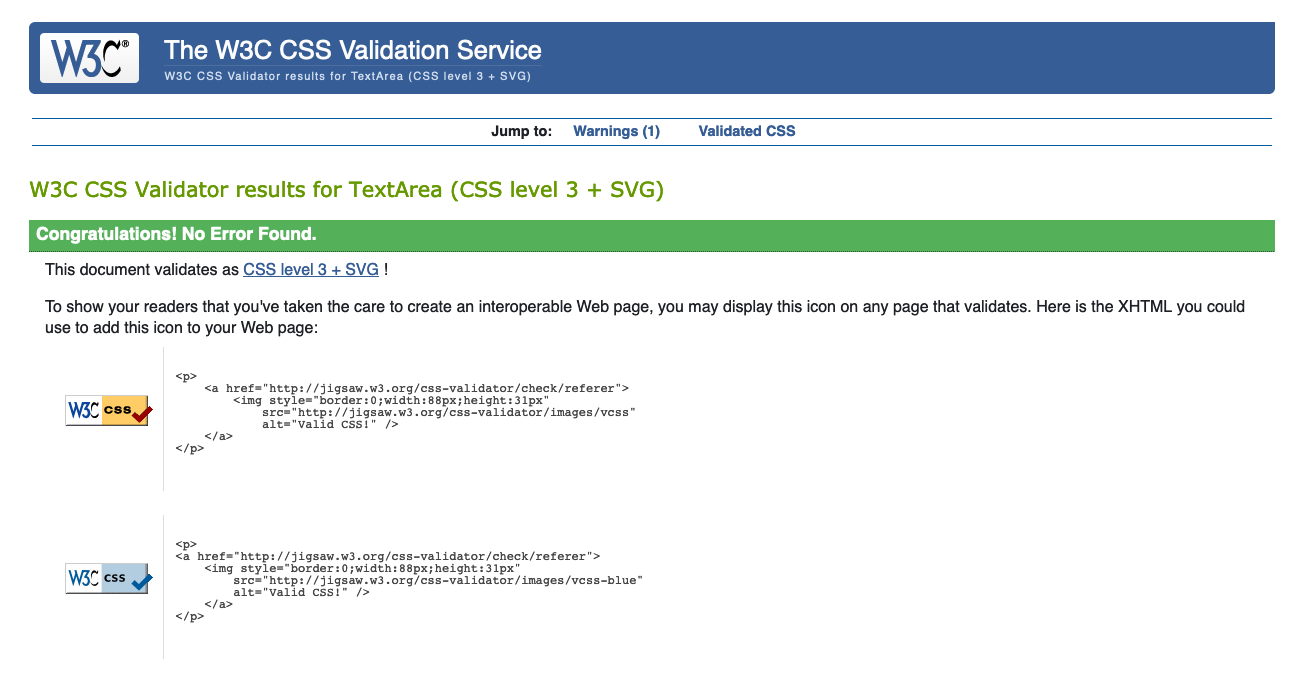 W3C®
The W3C CSS Validation Service
W3C CSS Validator results for TextArea (CSS level 3 + SVG)
Jump to: Warnings (1) Validated CSS
W3C CSS Validator results for TextArea (CSS level 3 + SVG)
Congratulations! No Error Found.
This document validates as CSS level 3 + SVG !
To show your readers that you've taken the care to create an interoperable Web page, you may display this icon on any page that validates. Here is the XHTML you could
use to add this icon to your Web page:
W3C css
<p>
    <a href="http://jigsaw.w3.org/css-validator/check/referer">
        <img style="border:0;width:88px;height:31px"
            src="http://jigsaw.w3.org/css-validator/images/vcss"
            alt="Valid CSS!" />
    </a>
</p>
W3C css
<p>
<a href="http://jigsaw.w3.org/css-validator/check/referer">
    <img style="border:0;width:88px;height:31px"
        src="http://jigsaw.w3.org/css-validator/images/vcss-blue"
        alt="Valid CSS!" />
    </a>
</p>